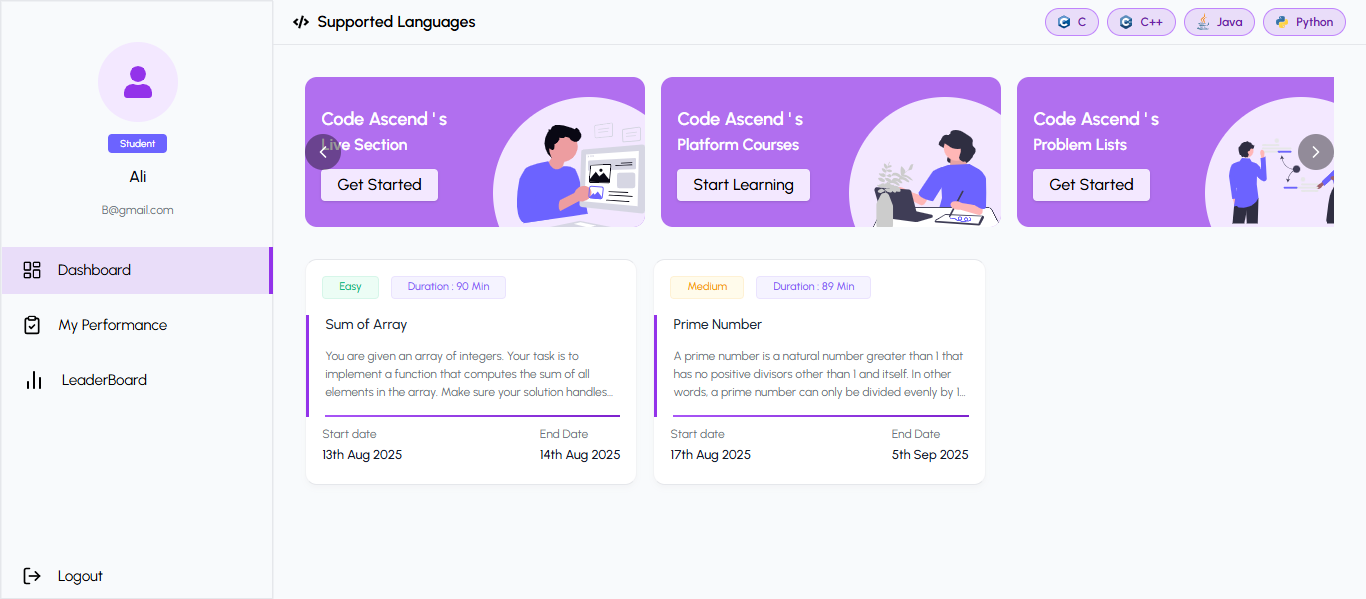 Student
Ali
B@gmail.com
Dashboard
My Performance
LeaderBoard
Logout
Supported Languages
C
C++
Java
Python
Code Ascend ' s
Live Section
Get Started
Code Ascend ' s
Platform Courses
Start Learning
Code Ascend ' s
Problem Lists
Get Started
Easy
Duration : 90 Min
Sum of Array
You are given an array of integers. Your task is to
implement a function that computes the sum of all
elements in the array. Make sure your solution handles...
Start date
End Date
13th Aug 2025
14th Aug 2025
Medium
Duration : 89 Min
Prime Number
A prime number is a natural number greater than 1 that
has no positive divisors other than 1 and itself. In other
words, a prime number can only be divided evenly by 1...
Start date
End Date
17th Aug 2025
5th Sep 2025